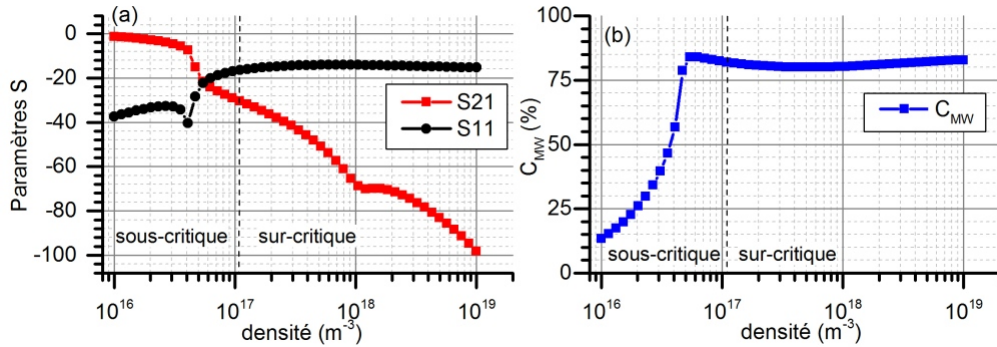 (a)
Paramètres S
0
-20
-40
-60
-80
-100
S21
S11
sous-critique
sur-critique
10^16
10^17
10^18
10^19
densité (m^-3)
(b)
C_MW (%)
100
75
50
25
0
C_MW
sous-critique
sur-critique
10^16
10^17
10^18
10^19
densité (m^-3)